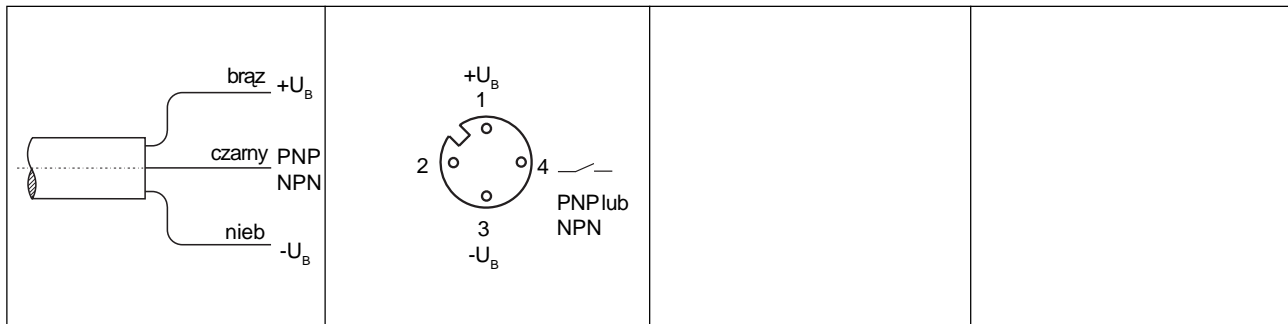 brąz +U_B
czarny PNP
NPN
nieb -U_B
+U_B
1
2
4
PNP lub
NPN
3
-U_B